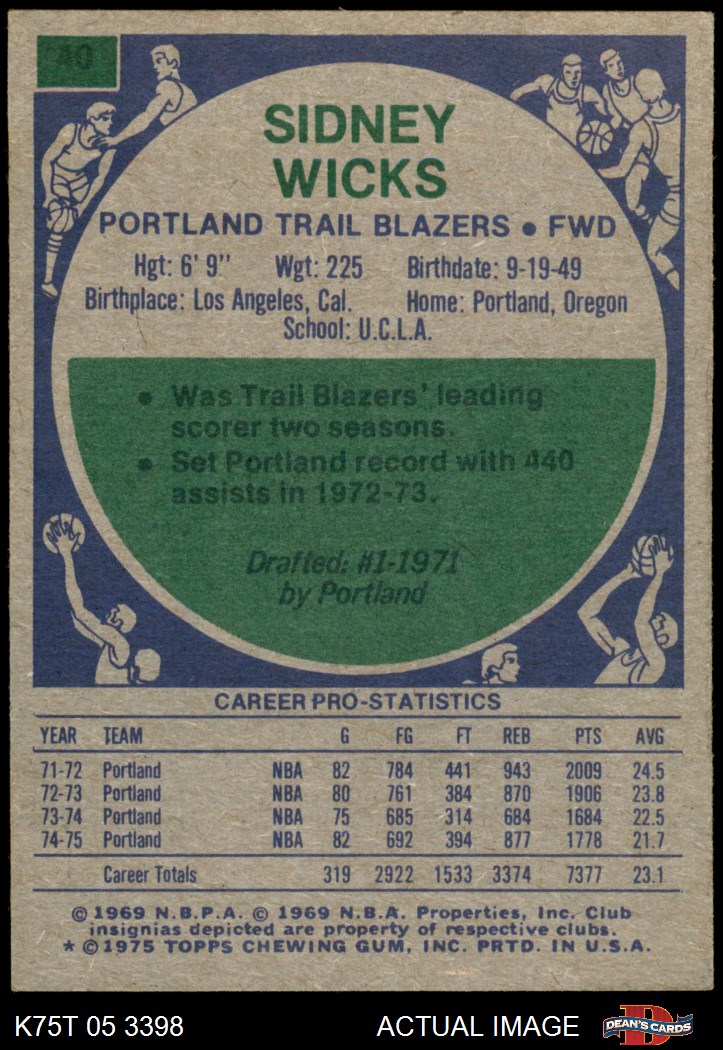 40
SIDNEY
WICKS
PORTLAND TRAIL BLAZERS • FWD
Hgt: 6' 9" Wgt: 225 Birthdate: 9-19-49
Birthplace: Los Angeles, Cal. Home: Portland, Oregon
School: U.C.L.A.
• Was Trail Blazers' leading
scorer two seasons.
• Set Portland record with 440
assists in 1972-73.
Drafted: #1-1971
by Portland
CAREER PRO-STATISTICS
YEAR TEAM G FG FT REB PTS AVG
71-72 Portland NBA 82 784 441 943 2009 24.5
72-73 Portland NBA 80 761 384 870 1906 23.8
73-74 Portland NBA 75 685 314 684 1684 22.5
74-75 Portland NBA 82 692 394 877 1778 21.7
Career Totals 319 2922 1533 3374 7377 23.1
© 1969 N.B.P.A. © 1969 N.B.A. Properties, Inc. Club
insignias depicted are property of respective clubs.
* © 1975 TOPPS CHEWING GUM, INC. PRTD. IN U.S.A.
K75T 05 3398 ACTUAL IMAGE D DEAN'S CARDS